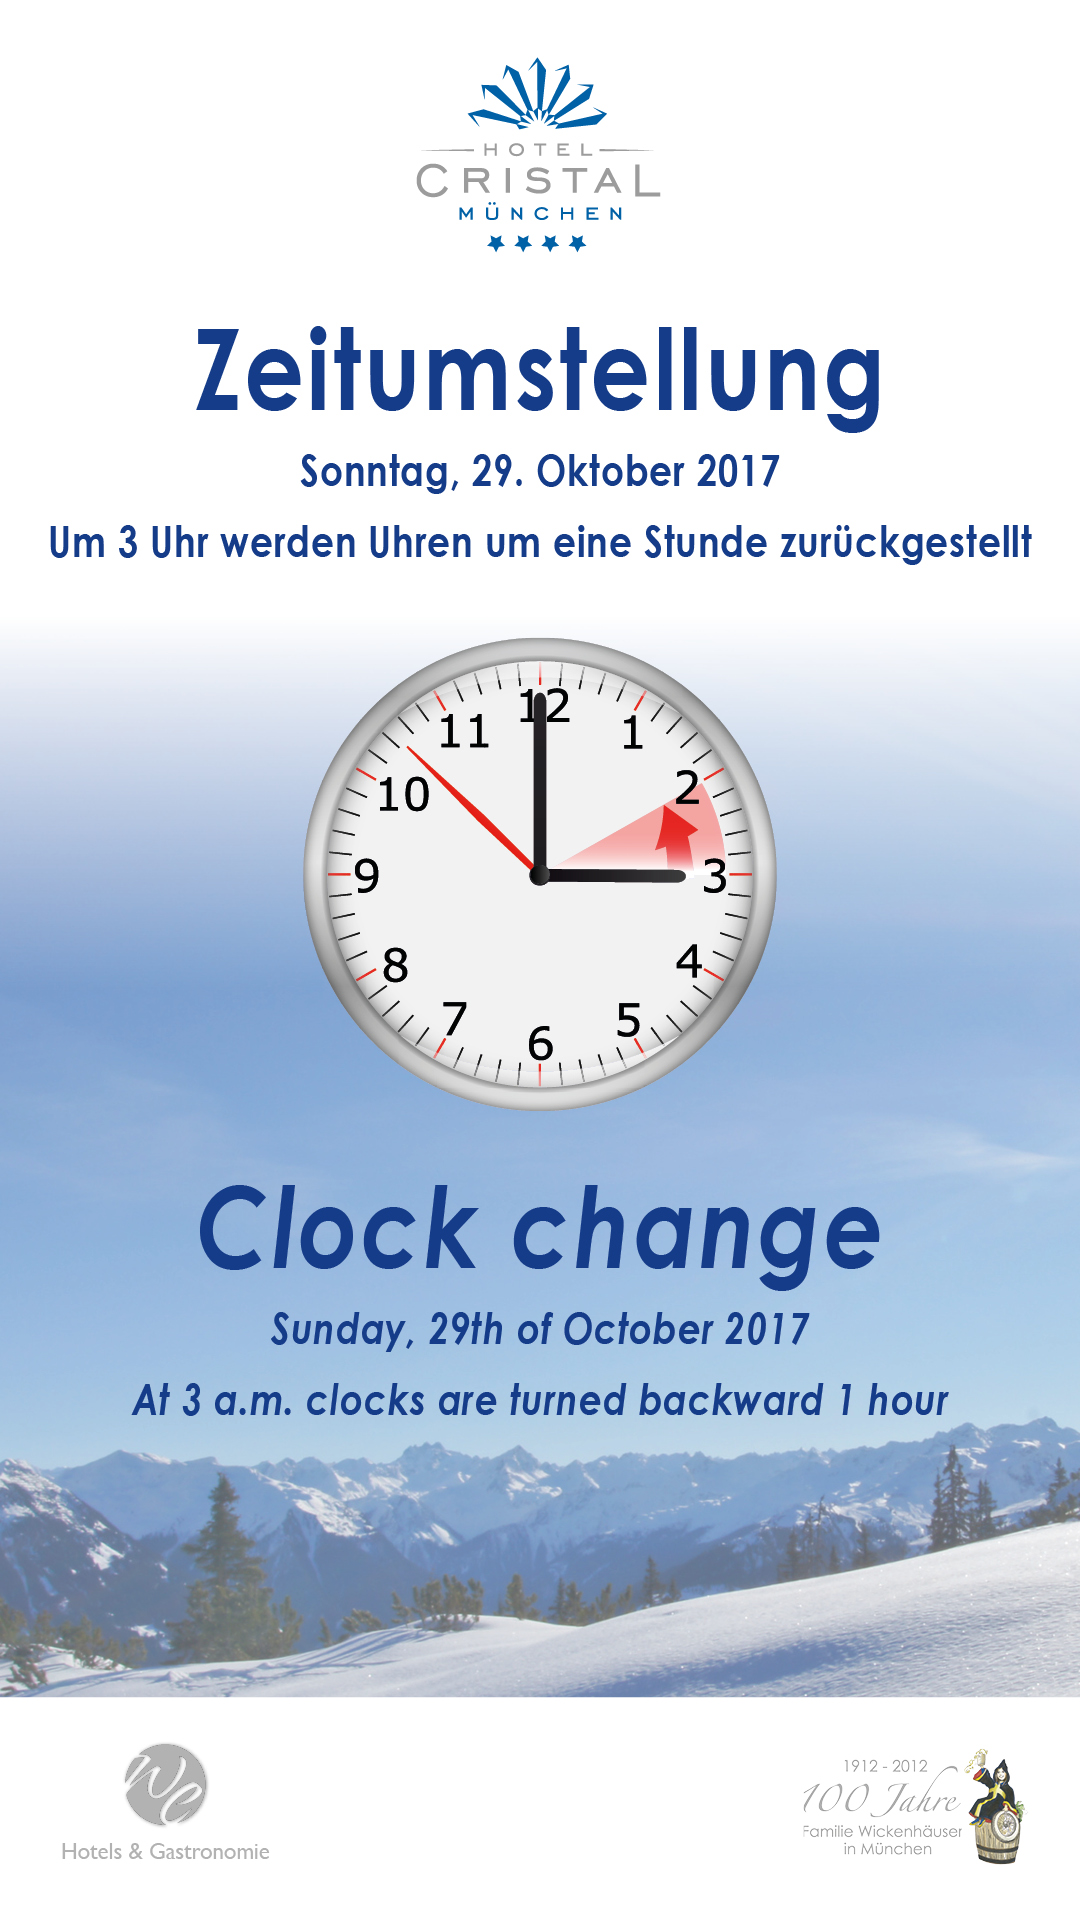 HOTEL
CRISTAL
MÜNCHEN
Zeitumstellung
Sonntag, 29. Oktober 2017
Um 3 Uhr werden Uhren um eine Stunde zurückgestellt
12
11
1
10
2
9
3
8
4
7
5
6
Clock change
Sunday, 29th of October 2017
At 3 a.m. clocks are turned backward 1 hour
We
Hotels & Gastronomie
1912 - 2012
100 Jahre
Familie Wickenhäuser
in München